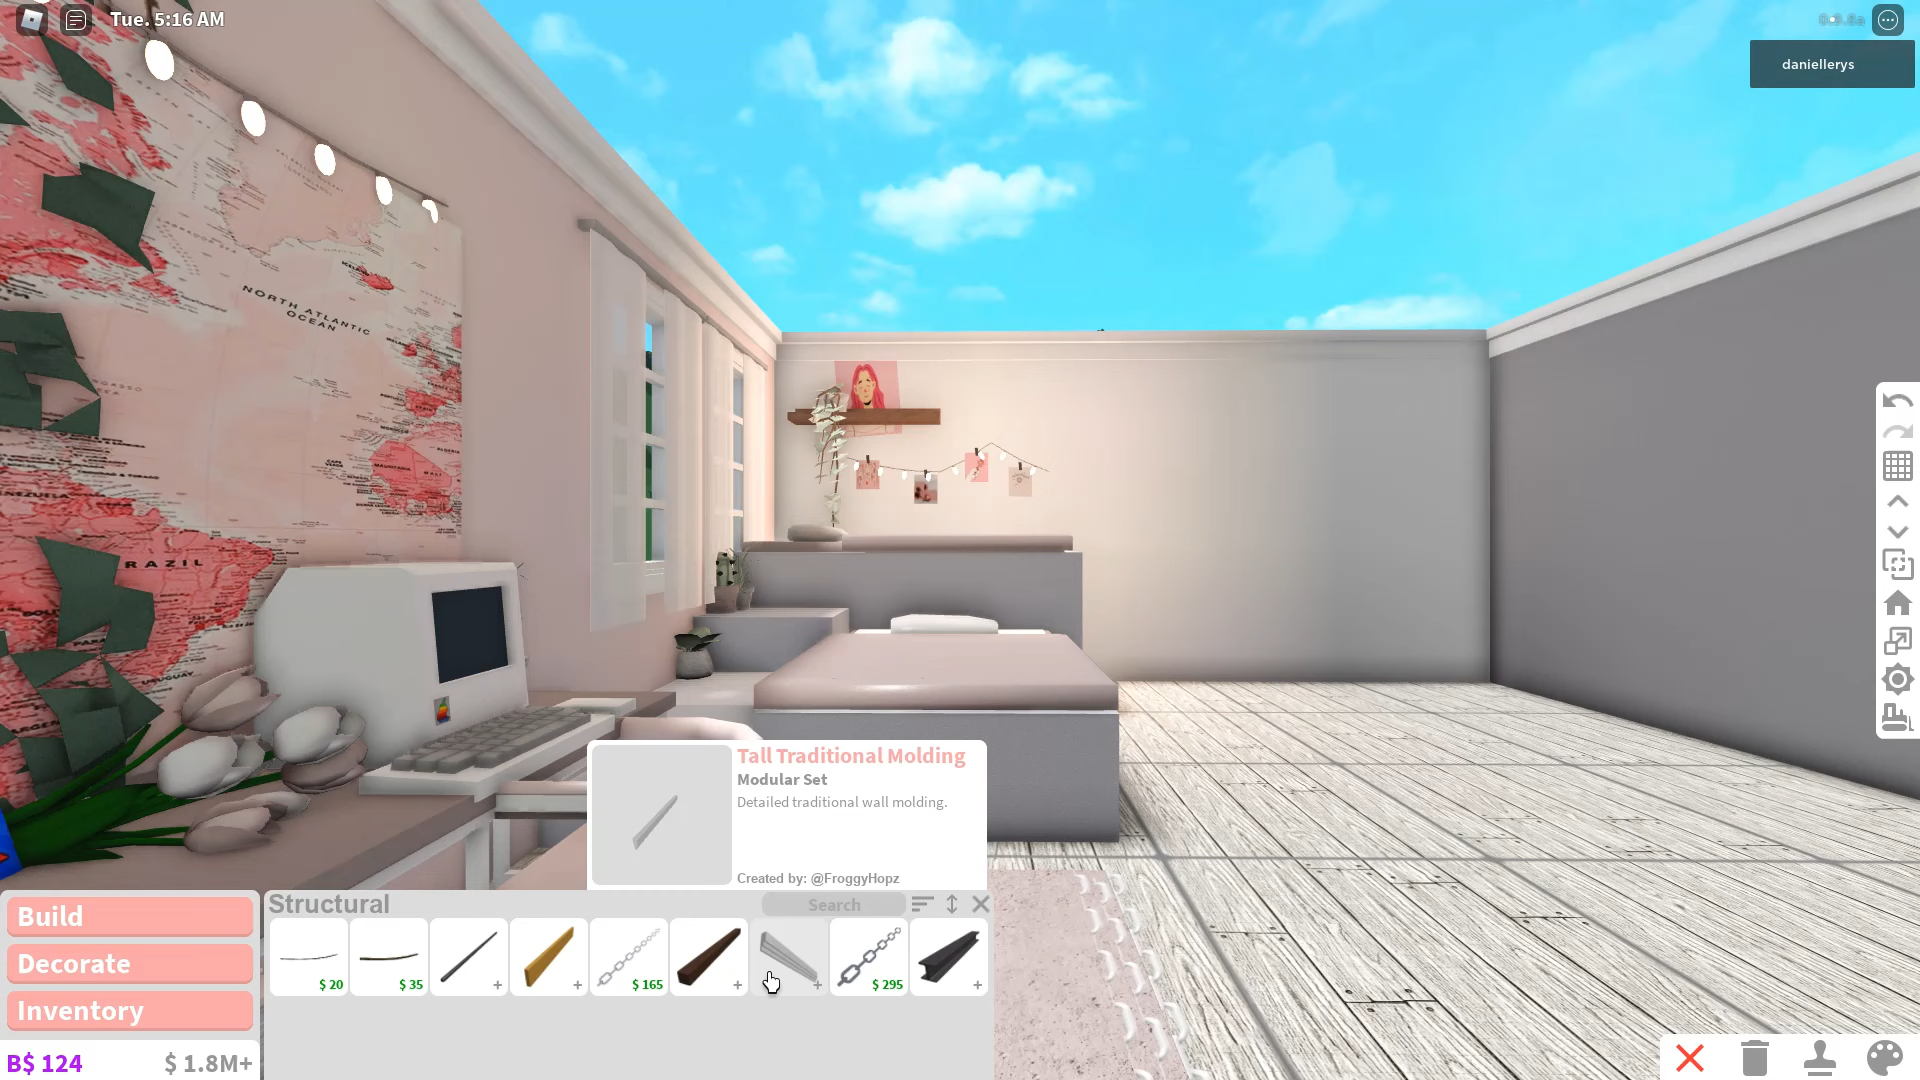 Tue. 5:16 AM
daniellerys
NORTH ATLANTIC
OCEAN
RAZIL
URUGUAY
Tall Traditional Molding
Modular Set
Detailed traditional wall molding.
Created by: @FroggyHopz
Build
Decorate
Inventory
B$ 124
$ 1.8M+
Structural
Search
$ 20
$ 35
+
+
$ 165
+
+
$ 295
+